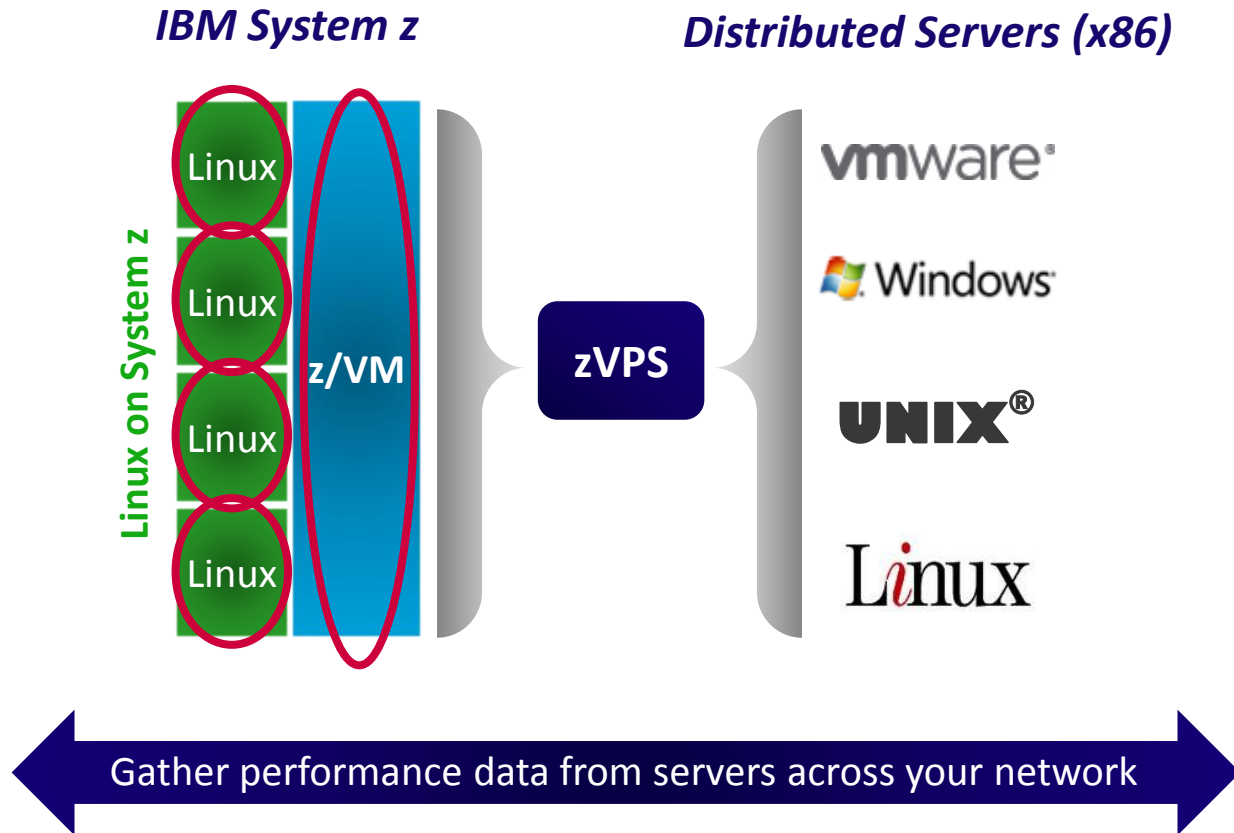 IBM System z
Distributed Servers (x86)
Linux on System z
Linux
Linux
Linux
Linux
z/VM
zVPS
vmware®
Windows®
UNIX®
Linux
Gather performance data from servers across your network